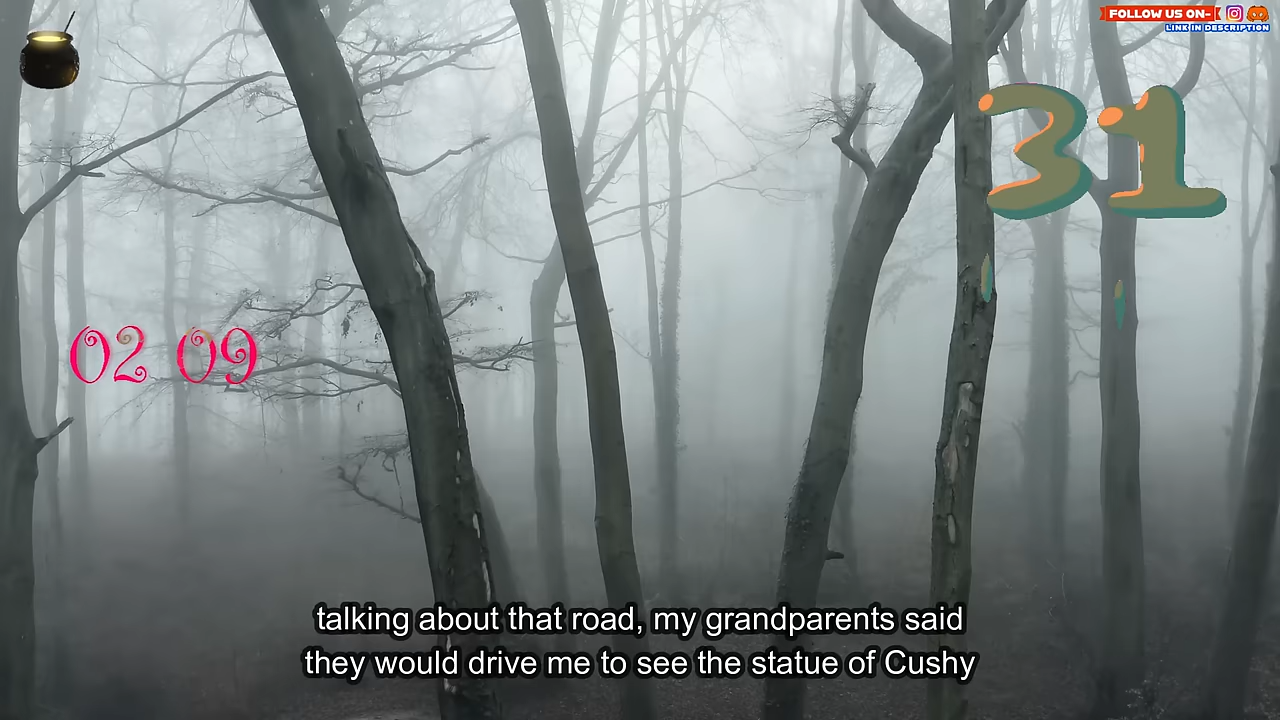 FOLLOW US ON-
LINK IN DESCRIPTION
31
02 09
talking about that road, my grandparents said
they would drive me to see the statue of Cushy